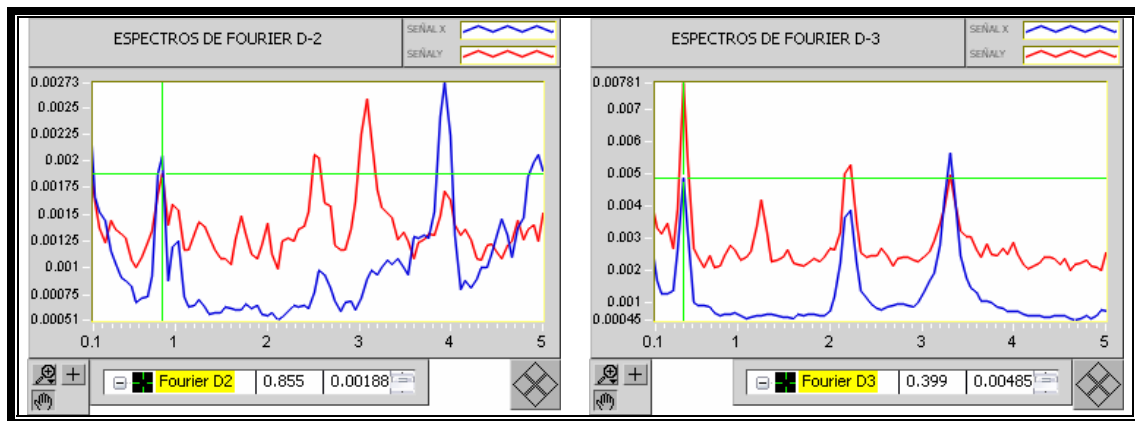 ESPECTROS DE FOURIER D-2
SEÑAL X
SEÑALY
0.00273
0.0025
0.00225
0.002
0.00175
0.0015
0.00125
0.001
0.00075
0.00051
0.1 1 2 3 4 5
Fourier D2 0.855 0.00188
ESPECTROS DE FOURIER D-3
SEÑAL X
SEÑALY
0.00781
0.007
0.006
0.005
0.004
0.003
0.002
0.001
0.00045
0.1 1 2 3 4 5
Fourier D3 0.399 0.00485